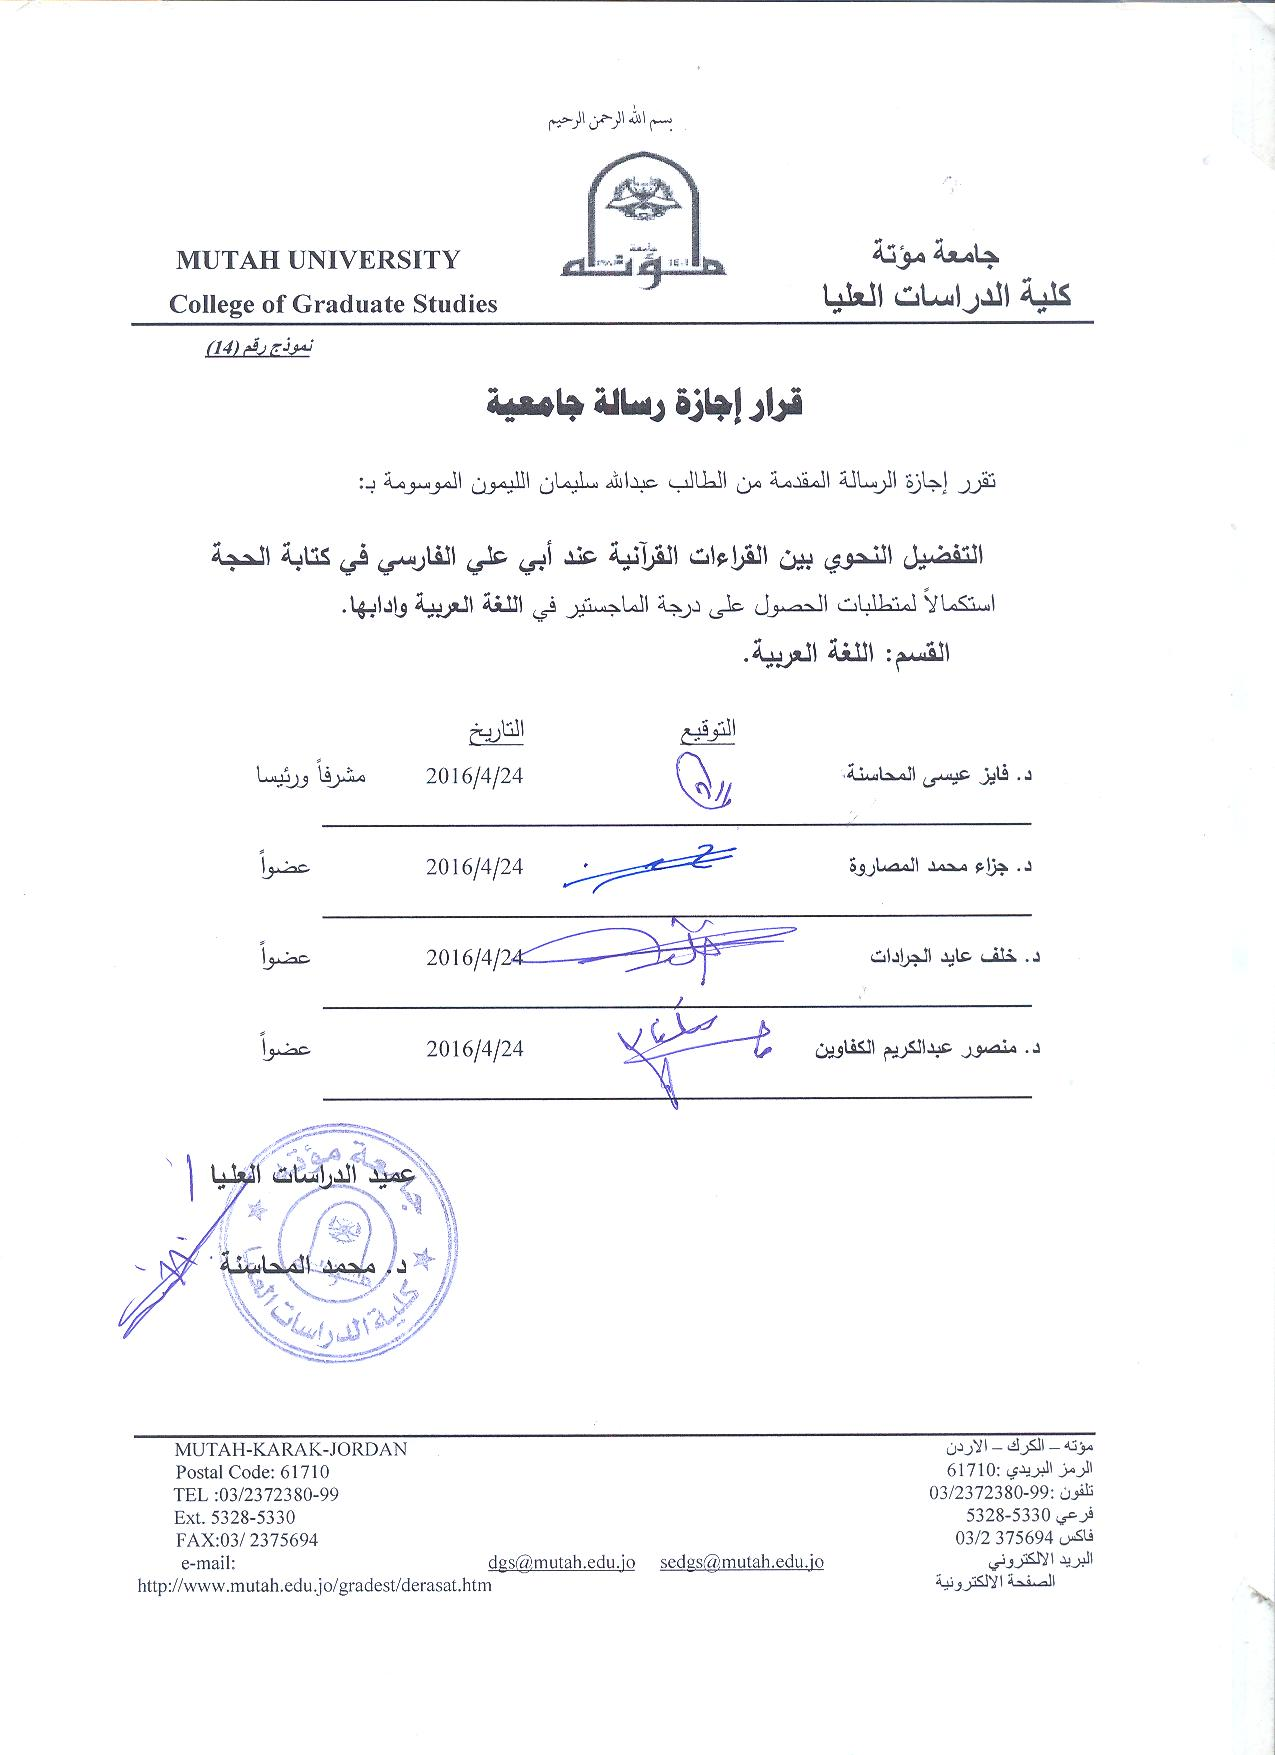 بسم الله الرحمن الرحيم
جامعة مؤتة
MUTAH UNIVERSITY
كلية الدراسات العليا
College of Graduate Studies
جامعة
مؤته
نموذج رقم (14)
قرار إجازة رسالة جامعية
تقرر إجازة الرسالة المقدمة من الطالب عبدالله سليمان الليمون الموسومة بـ:
التفضيل النحوي بين القراءات القرآنية عند أبي علي الفارسي في كتابة الحجة
استكمالاً لمتطلبات الحصول على درجة الماجستير في اللغة العربية وادابها.
القسم: اللغة العربية.
التوقيع التاريخ
د. فايز عيسى المحاسنة 2016/4/24 مشرفاً ورئيسا
د. جزاء محمد المصاروة 2016/4/24 عضواً
د. خلف عايد الجرادات 2016/4/24 عضواً
د. منصور عبدالكريم الكفاوين 2016/4/24 عضواً
عميد الدراسات العليا
د. محمد المحاسنة
جامعة مؤتة
كلية الدراسات العليا
مؤته – الكرك – الاردن
MUTAH-KARAK-JORDAN
الرمز البريدي :61710
Postal Code: 61710
تلفون :03/2372380-99
TEL :03/2372380-99
فرعي 5328-5330
Ext. 5328-5330
فاكس 03/2 375694
FAX:03/ 2375694
البريد الالكتروني
e-mail: dgs@mutah.edu.jo sedgs@mutah.edu.jo
الصفحة الالكترونية
http://www.mutah.edu.jo/gradest/derasat.htm